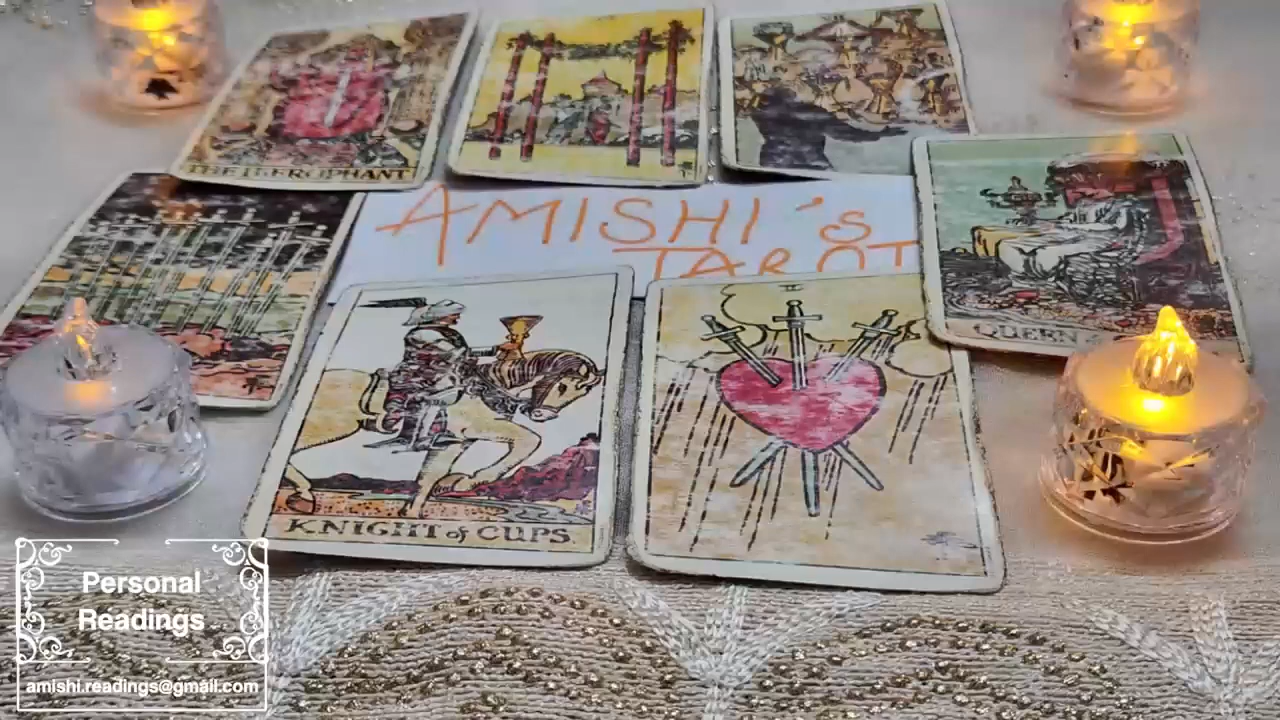 THE HIEROPHANT
AMISHI's
TAROT
QUEEN
KNIGHT of CUPS
Personal
Readings
amishi.readings@gmail.com